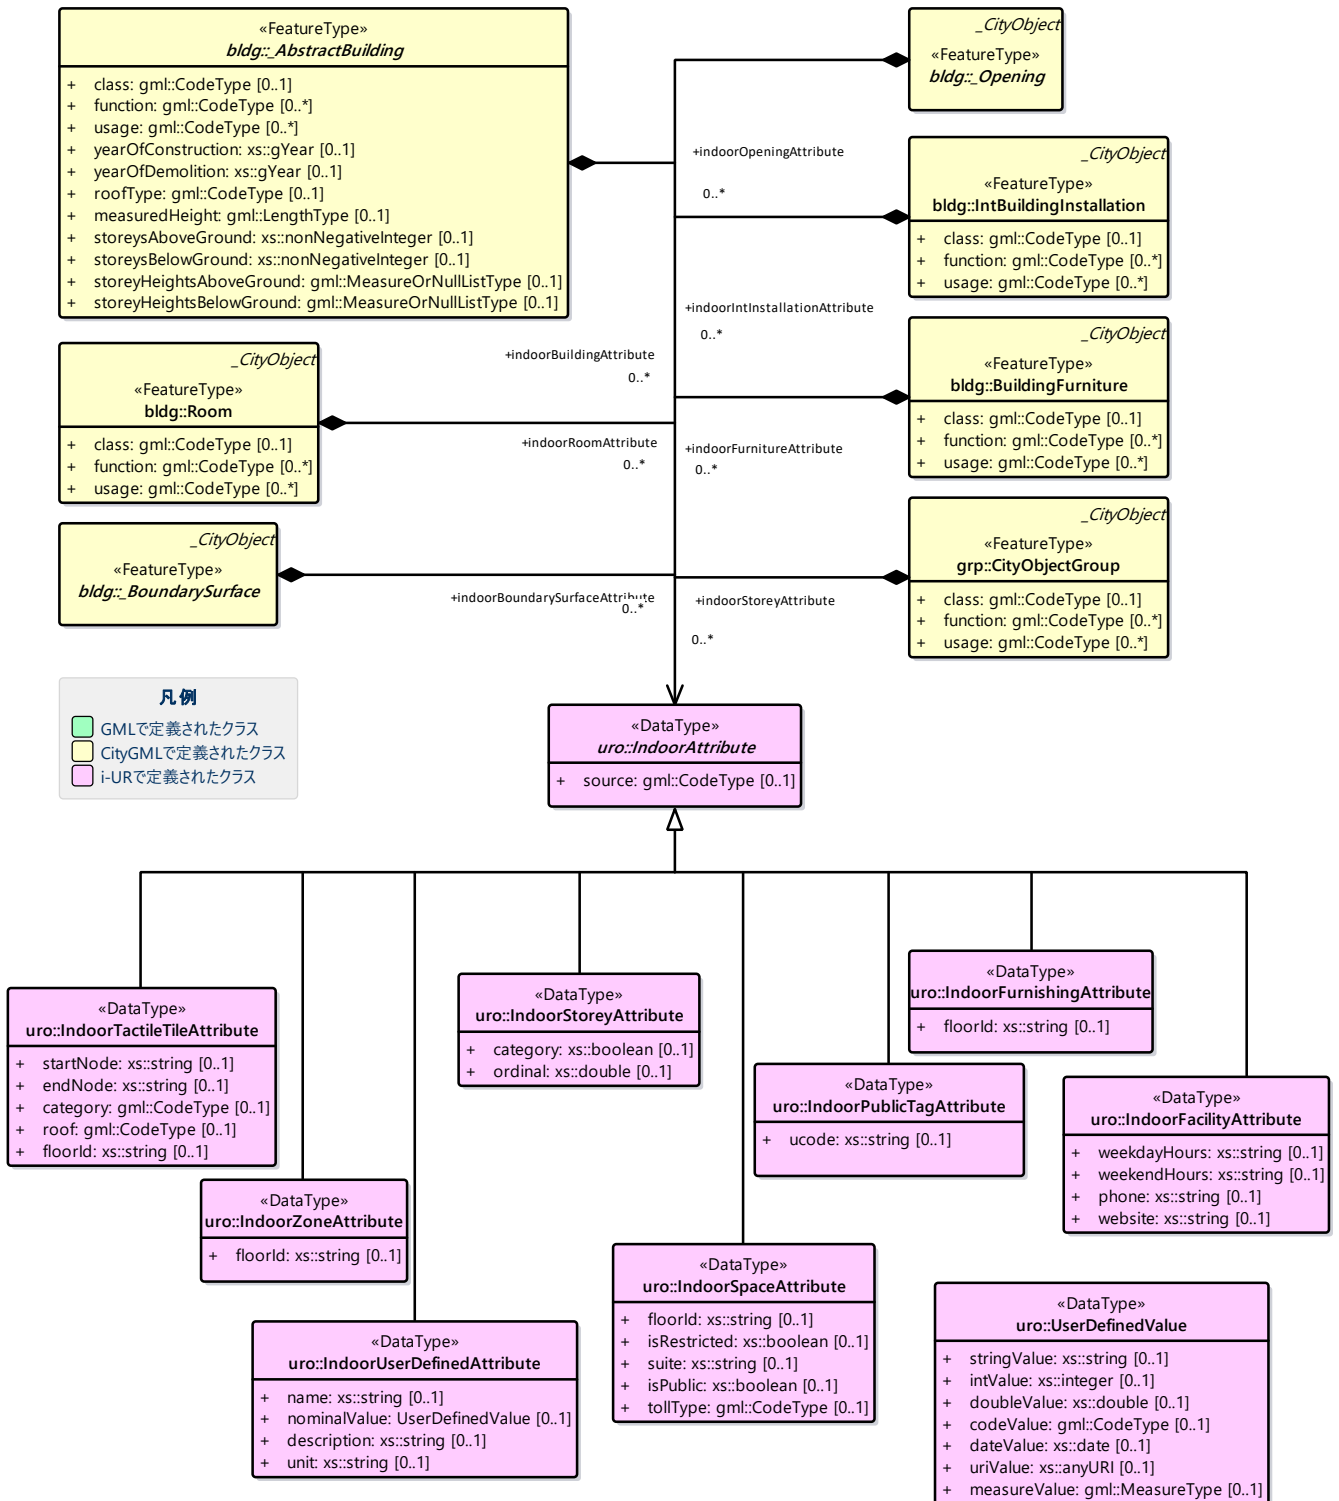 «FeatureType»
bldg::_AbstractBuilding
+ class: gml::CodeType [0..1]
+ function: gml::CodeType [0..*]
+ usage: gml::CodeType [0..*]
+ yearOfConstruction: xs::gYear [0..1]
+ yearOfDemolition: xs::gYear [0..1]
+ roofType: gml::CodeType [0..1]
+ measuredHeight: gml::LengthType [0..1]
+ storeysAboveGround: xs::nonNegativeInteger [0..1]
+ storeysBelowGround: xs::nonNegativeInteger [0..1]
+ storeyHeightsAboveGround: gml::MeasureOrNullListType [0..1]
+ storeyHeightsBelowGround: gml::MeasureOrNullListType [0..1]
_CityObject
«FeatureType»
bldg::_Opening
+indoorOpeningAttribute
0..*
_CityObject
«FeatureType»
bldg::IntBuildingInstallation
+ class: gml::CodeType [0..1]
+ function: gml::CodeType [0..*]
+ usage: gml::CodeType [0..*]
+indoorIntInstallationAttribute
0..*
+indoorBuildingAttribute
0..*
_CityObject
«FeatureType»
bldg::Room
+ class: gml::CodeType [0..1]
+ function: gml::CodeType [0..*]
+ usage: gml::CodeType [0..*]
+indoorRoomAttribute
0..*
_CityObject
«FeatureType»
bldg::BuildingFurniture
+ class: gml::CodeType [0..1]
+ function: gml::CodeType [0..*]
+ usage: gml::CodeType [0..*]
+indoorFurnitureAttribute
0..*
_CityObject
«FeatureType»
bldg::_BoundarySurface
+indoorBoundarySurfaceAttribute
0..*
_CityObject
«FeatureType»
grp::CityObjectGroup
+ class: gml::CodeType [0..1]
+ function: gml::CodeType [0..*]
+ usage: gml::CodeType [0..*]
+indoorStoreyAttribute
0..*
凡例
GMLで定義されたクラス
CityGMLで定義されたクラス
i-URで定義されたクラス
«DataType»
uro::IndoorAttribute
+ source: gml::CodeType [0..1]
«DataType»
uro::IndoorTactileTileAttribute
+ startNode: xs::string [0..1]
+ endNode: xs::string [0..1]
+ category: gml::CodeType [0..1]
+ roof: gml::CodeType [0..1]
+ floorId: xs::string [0..1]
«DataType»
uro::IndoorStoreyAttribute
+ category: xs::boolean [0..1]
+ ordinal: xs::double [0..1]
«DataType»
uro::IndoorFurnishingAttribute
+ floorId: xs::string [0..1]
«DataType»
uro::IndoorPublicTagAttribute
+ ucode: xs::string [0..1]
«DataType»
uro::IndoorFacilityAttribute
+ weekdayHours: xs::string [0..1]
+ weekendHours: xs::string [0..1]
+ phone: xs::string [0..1]
+ website: xs::string [0..1]
«DataType»
uro::IndoorZoneAttribute
+ floorId: xs::string [0..1]
«DataType»
uro::IndoorSpaceAttribute
+ floorId: xs::string [0..1]
+ isRestricted: xs::boolean [0..1]
+ suite: xs::string [0..1]
+ isPublic: xs::boolean [0..1]
+ tollType: gml::CodeType [0..1]
«DataType»
uro::IndoorUserDefinedAttribute
+ name: xs::string [0..1]
+ nominalValue: UserDefinedValue [0..1]
+ description: xs::string [0..1]
+ unit: xs::string [0..1]
«DataType»
uro::UserDefinedValue
+ stringValue: xs::string [0..1]
+ intValue: xs::integer [0..1]
+ doubleValue: xs::double [0..1]
+ codeValue: gml::CodeType [0..1]
+ dateValue: xs::date [0..1]
+ uriValue: xs::anyURI [0..1]
+ measureValue: gml::MeasureType [0..1]